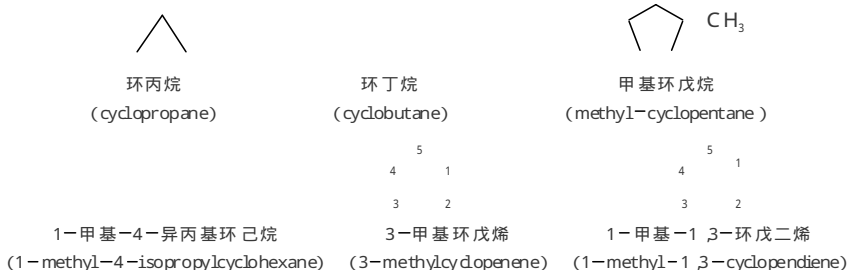 CH3
环丙烷 环丁烷 甲基环戊烷
(cyclopropane) (cyclobutane) (methyl-cyclopentane)
5 5
4 1 4 1
3 2 3 2
1-甲基-4-异丙基环己烷 3-甲基环戊烯 1-甲基-1,3-环戊二烯
(1-methyl-4-isopropylcyclohexane) (3-methylcyclopenene) (1-methyl-1,3-cyclopendiene)